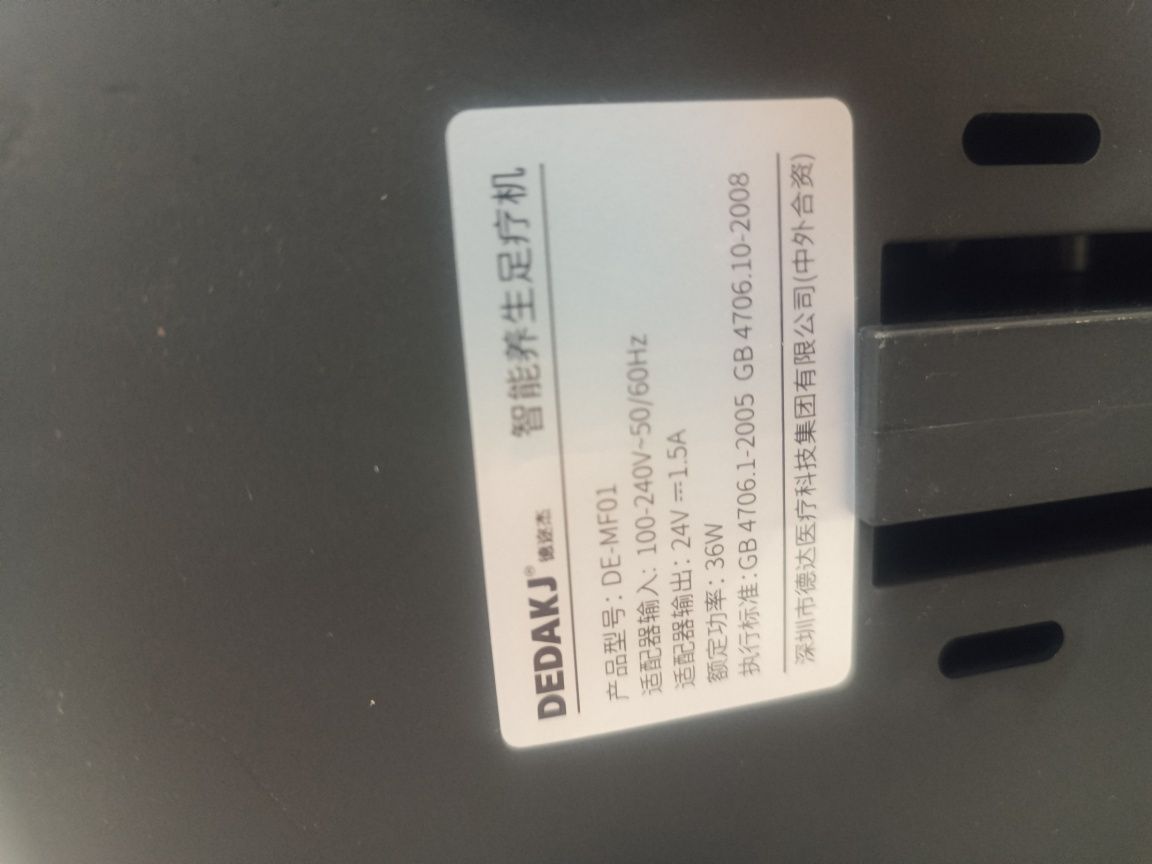 DEDAKJ® 德逐杰 智能养生足疗机
产品型号：DE-MF01
适配器输入：100-240V~50/60Hz
适配器输出：24V⎓1.5A
额定功率：36W
执行标准：GB 4706.1-2005 GB 4706.10-2008
深圳市德达医疗科技集团有限公司(中外合资)